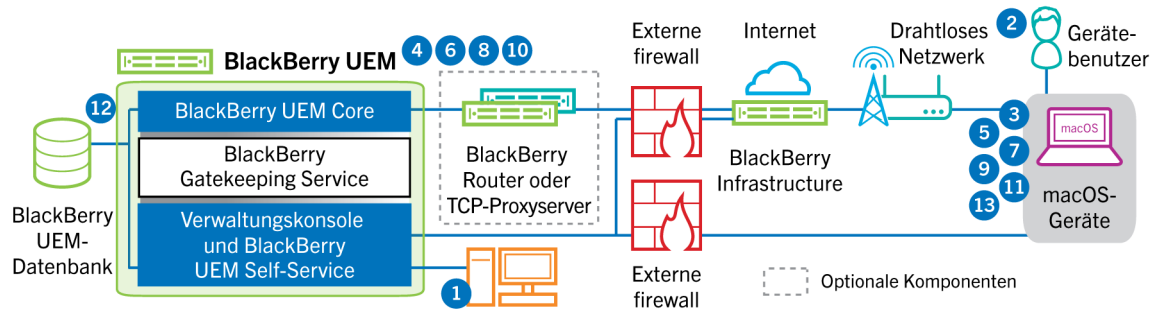 BlackBerry UEM
4 6 8 10
12
BlackBerry UEM Core
BlackBerry
Gatekeeping Service
Verwaltungskonsole
und BlackBerry
UEM Self-Service
BlackBerry
UEM-
Datenbank
1
BlackBerry
Router oder
TCP-Proxyserver
Externe
firewall
Externe
firewall
Internet
BlackBerry
Infrastructure
Drahtloses
Netzwerk
2
Geräte-
benutzer
3
5
7
9
11
13
macOS
macOS-
Geräte
Optionale Komponenten